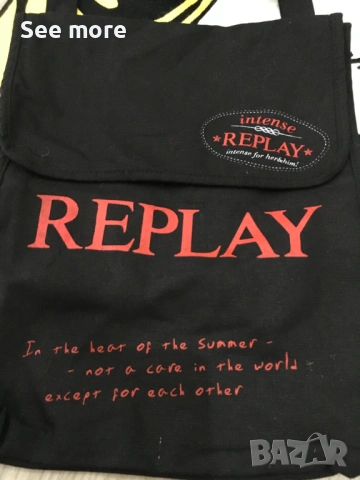 See more
intense
*REPLAY*
intense for her&him!
REPLAY
In the heat of the summer -
- not a care in the world -
except for each other
BAZAR